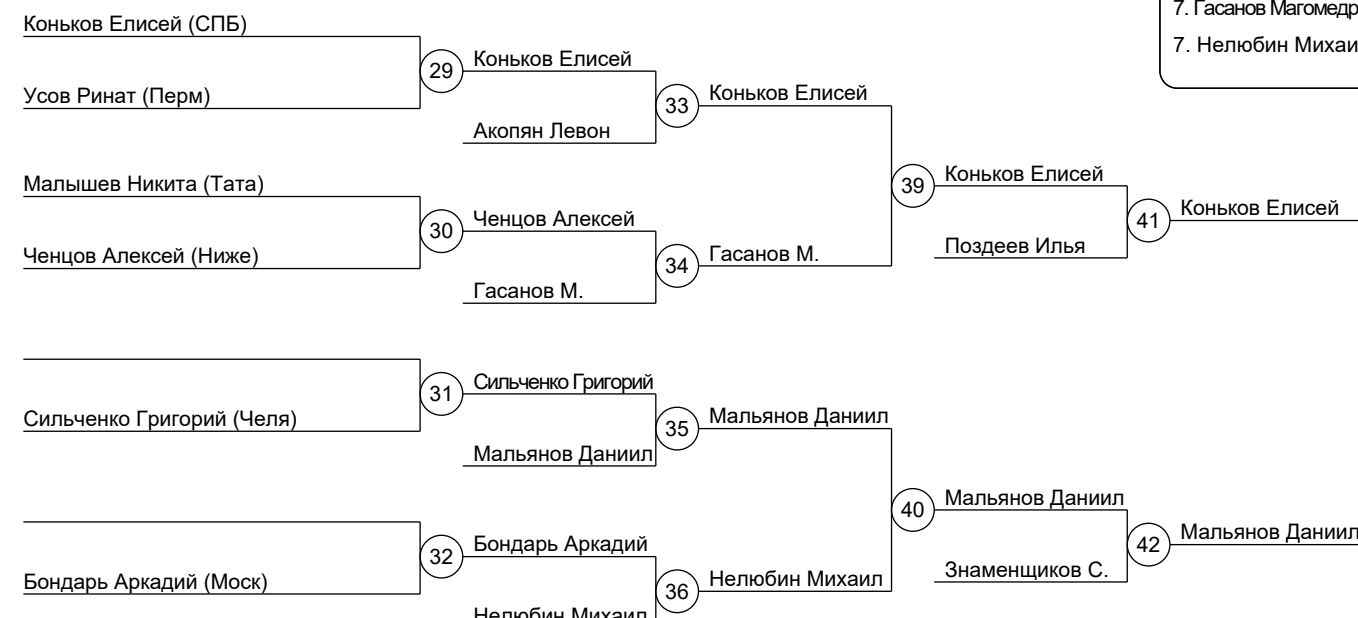 7. Гасанов Магомедр
7. Нелюбин Михаи
Коньков Елисей (СПБ)
29
Коньков Елисей
Усов Ринат (Перм)
33
Коньков Елисей
Акопян Левон
Малышев Никита (Тата)
39
Коньков Елисей
30
Ченцов Алексей
41
Коньков Елисей
Ченцов Алексей (Ниже)
34
Гасанов М.
Поздеев Илья
Гасанов М.
31
Сильченко Григорий
Сильченко Григорий (Челя)
35
Мальянов Даниил
Мальянов Даниил
40
Мальянов Даниил
32
Бондарь Аркадий
42
Мальянов Даниил
Бондарь Аркадий (Моск)
36
Нелюбин Михаил
Знаменщиков С.
Нелюбин Михаил